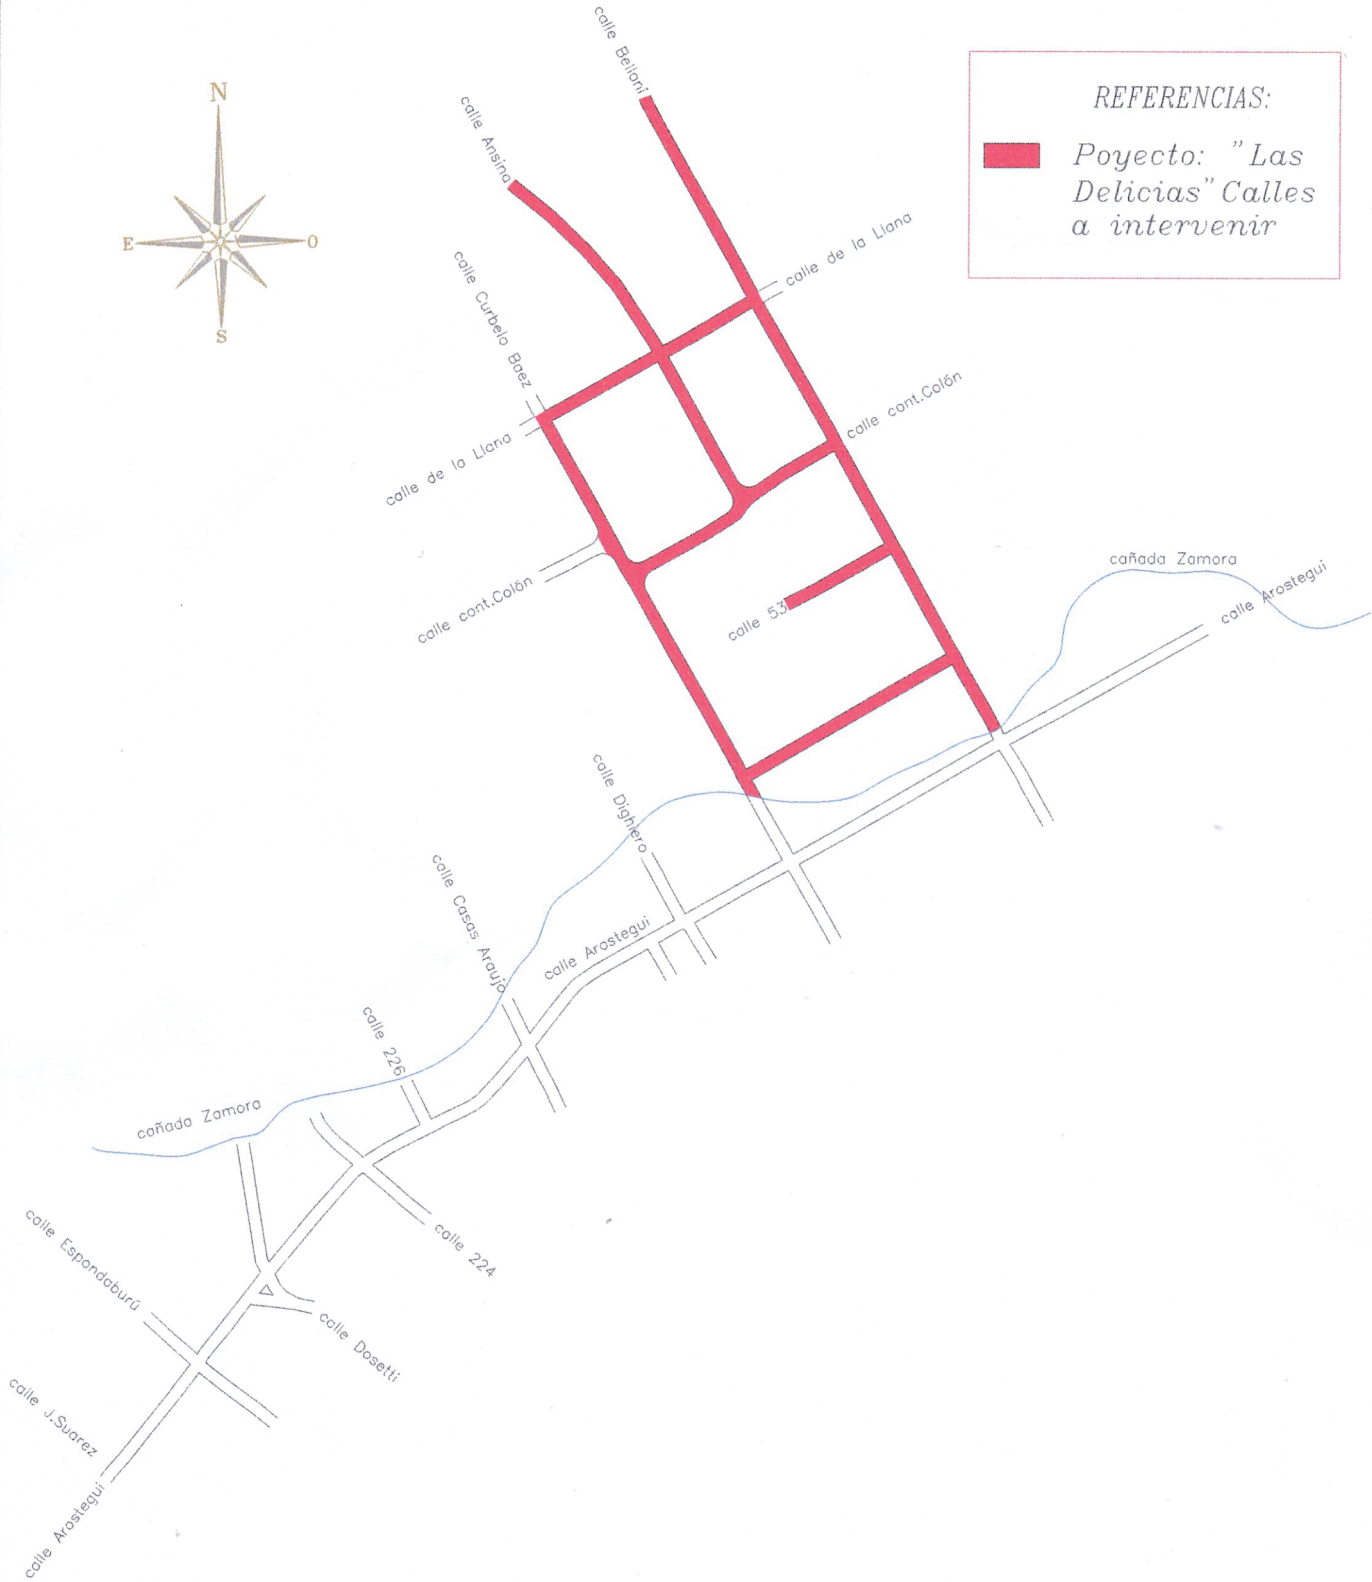 calle Belloni
N
REFERENCIAS:
calle Ansina
Poyecto: "Las
Delicias" Calles
a intervenir
E
O
S
calle de la Llana
calle Curbelo Baez
calle cont.Colón
calle de la Llana
calle cont.Colón
calle 53
cañada Zamora
calle Arostegui
calle Dighiero
calle Casas Araujo
calle Arostegui
calle 226
cañada Zamora
calle 224
calle Espondaburú
calle Dosetti
calle J.Suarez
calle Arostegui